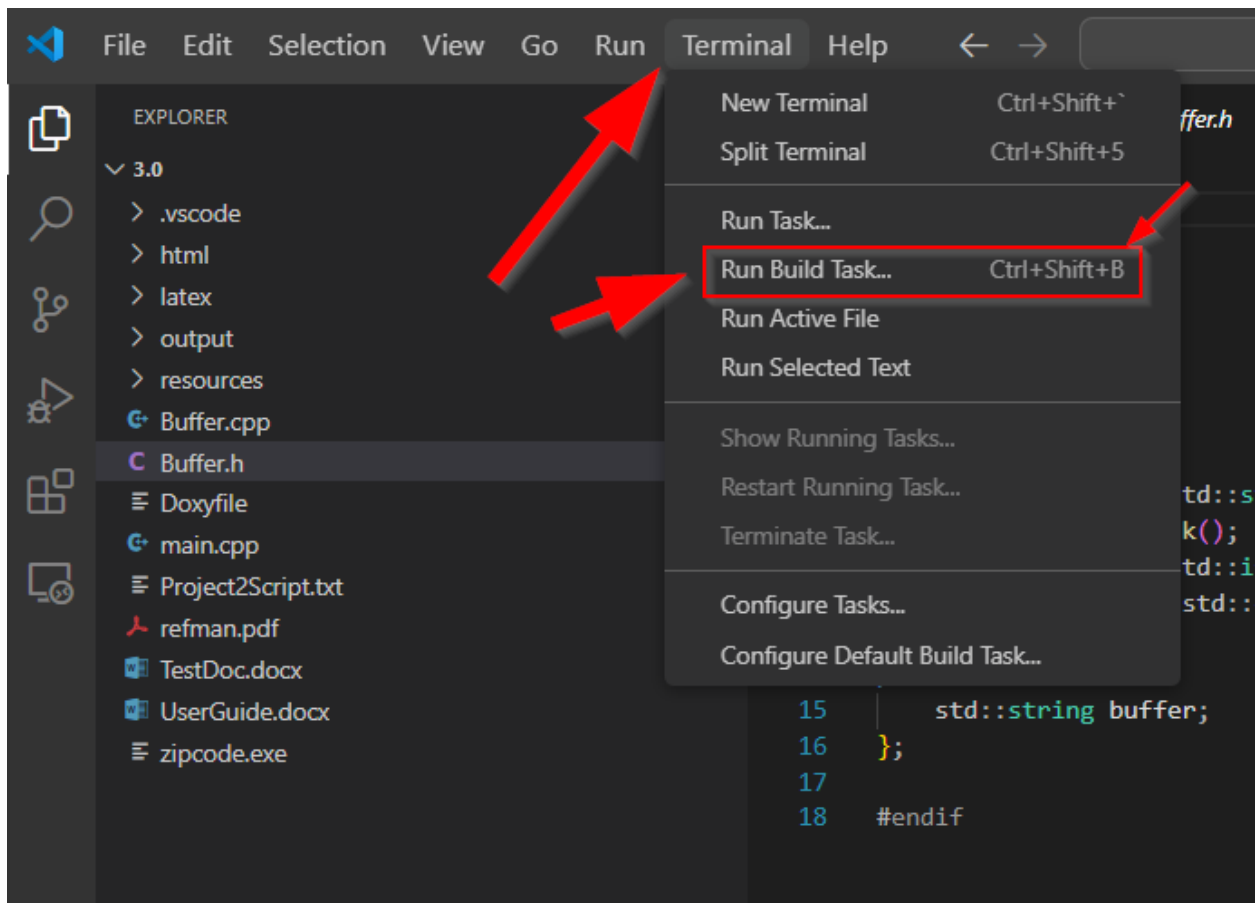 File Edit Selection View Go Run Terminal Help
EXPLORER
3.0
.vscode
html
latex
output
resources
Buffer.cpp
C Buffer.h
Doxyfile
main.cpp
Project2Script.txt
refman.pdf
TestDoc.docx
UserGuide.docx
zipcode.exe
New Terminal Ctrl+Shift+`
Split Terminal Ctrl+Shift+5
Run Task...
Run Build Task... Ctrl+Shift+B
Run Active File
Run Selected Text
Show Running Tasks...
Restart Running Task...
Terminate Task...
Configure Tasks...
Configure Default Build Task...
ffer.h
td::s
k();
td::i
std::
15 std::string buffer;
16 };
17
18 #endif